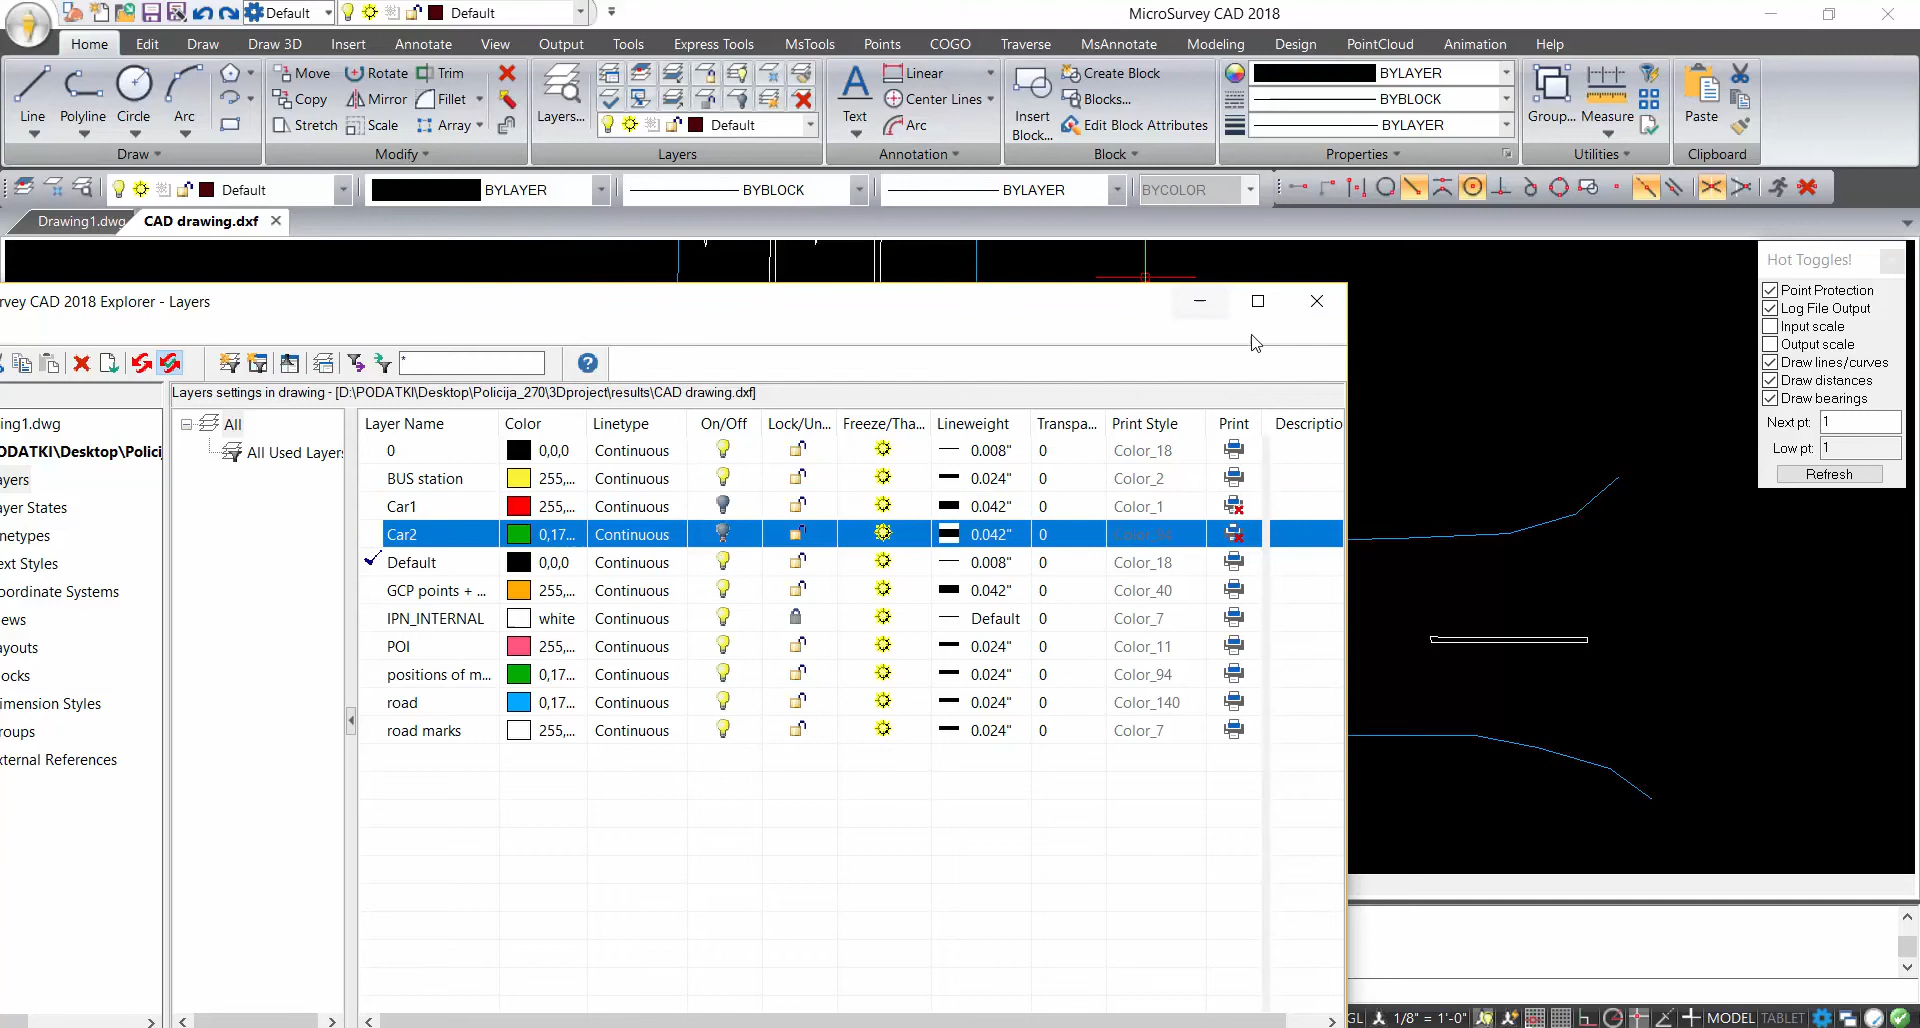 Default Default MicroSurvey CAD 2018
Home Edit Draw Draw 3D Insert Annotate View Output Tools Express Tools MsTools Points COGO Traverse MsAnnotate Modeling Design PointCloud Animation Help
Move Rotate Trim Linear Create Block BYLAYER
Copy Mirror Fillet Center Lines Blocks... BYBLOCK
Line Polyline Circle Arc Layers... Text Insert Block... Group... Measure Paste
Stretch Scale Array Default Arc Edit Block Attributes BYLAYER
Draw Modify Layers Annotation Block Properties Utilities Clipboard
Default BYLAYER BYBLOCK BYLAYER BYCOLOR
Drawing1.dwg CAD drawing.dxf
Hot Toggles!
Point Protection
Log File Output
Input scale
Output scale
Draw lines/curves
Draw distances
Draw bearings
Next pt: 1
Low pt: 1
Refresh
rvey CAD 2018 Explorer - Layers
*
Layers settings in drawing - [D:\PODATKI\Desktop\Policija_270\3Dproject\results\CAD drawing.dxf]
ing1.dwg
ODATKI\Desktop\Polici
ayers
ayer States
netypes
ext Styles
oordinate Systems
ews
ayouts
ocks
imension Styles
roups
xternal References
All
All Used Layers
Layer Name Color Linetype On/Off Lock/Un... Freeze/Tha... Lineweight Transpa... Print Style Print Descriptio
0 0,0,0 Continuous 0.008" 0 Color_18
BUS station 255,... Continuous 0.024" 0 Color_2
Car1 255,... Continuous 0.042" 0 Color_1
Car2 0,17... Continuous 0.042" 0 Color_94
Default 0,0,0 Continuous 0.008" 0 Color_18
GCP points + ... 255,... Continuous 0.042" 0 Color_40
IPN_INTERNAL white Continuous Default 0 Color_7
POI 255,... Continuous 0.024" 0 Color_11
positions of m... 0,17... Continuous 0.024" 0 Color_94
road 0,17... Continuous 0.024" 0 Color_140
road marks 255,... Continuous 0.024" 0 Color_7
GL 1/8" = 1'-0" MODEL TABLET